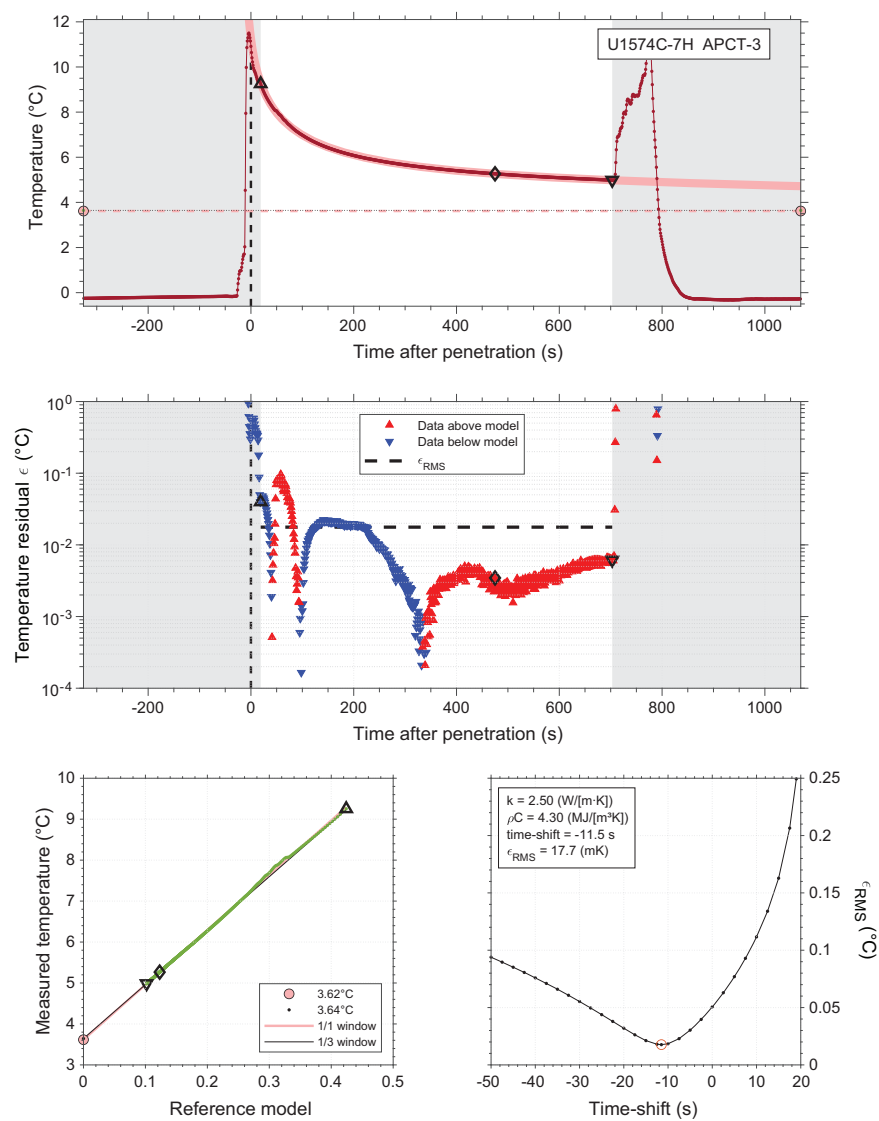 12
10
8
6
4
2
0
Temperature (°C)
U1574C-7H APCT-3
-200 0 200 400 600 800 1000
Time after penetration (s)
10⁰
10⁻¹
10⁻²
10⁻³
10⁻⁴
Temperature residual ϵ (°C)
Data above model
Data below model
ϵRMS
-200 0 200 400 600 800 1000
Time after penetration (s)
10
9
8
7
6
5
4
3
Measured temperature (°C)
3.62°C
3.64°C
1/1 window
1/3 window
0 0.1 0.2 0.3 0.4 0.5
Reference model
k = 2.50 (W/[m·K])
ρC = 4.30 (MJ/[m³K])
time-shift = -11.5 s
ϵRMS = 17.7 (mK)
0.25
0.2
0.15
0.1
0.05
0
ϵRMS (°C)
-50 -40 -30 -20 -10 0 10 20
Time-shift (s)